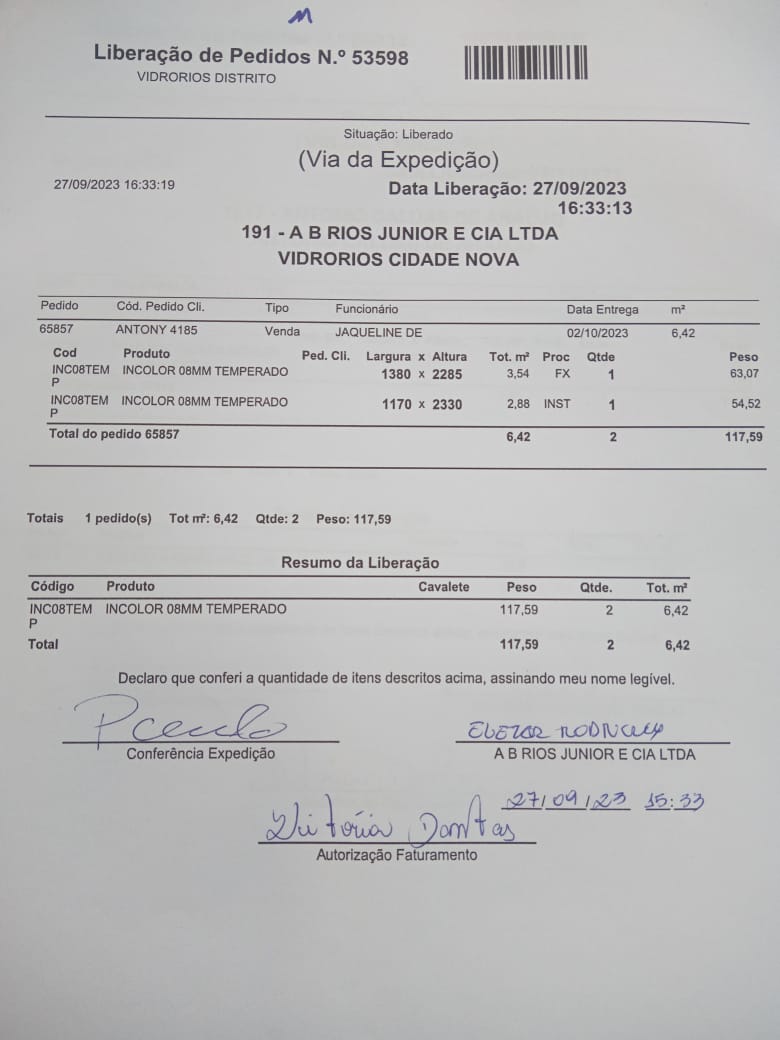 M
Liberação de Pedidos N.º 53598
VIDRORIOS DISTRITO
Situação: Liberado
(Via da Expedição)
27/09/2023 16:33:19
Data Liberação: 27/09/2023
16:33:13
191 - A B RIOS JUNIOR E CIA LTDA
VIDRORIOS CIDADE NOVA
Pedido Cód. Pedido Cli. Tipo Funcionário Data Entrega m²
65857 ANTONY 4185 Venda JAQUELINE DE 02/10/2023 6,42
Cod Produto Ped. Cli. Largura x Altura Tot. m² Proc Qtde Peso
INC08TEM INCOLOR 08MM TEMPERADO 1380 x 2285 3,54 FX 1 63,07
P
INC08TEM INCOLOR 08MM TEMPERADO 1170 x 2330 2,88 INST 1 54,52
P
Total do pedido 65857 6,42 2 117,59
Totais 1 pedido(s) Tot m²: 6,42 Qtde: 2 Peso: 117,59
Resumo da Liberação
Código Produto Cavalete Peso Qtde. Tot. m²
INC08TEM INCOLOR 08MM TEMPERADO 117,59 2 6,42
P
Total 117,59 2 6,42
Declaro que conferi a quantidade de itens descritos acima, assinando meu nome legível.
Conferência Expedição
A B RIOS JUNIOR E CIA LTDA
27/09/23 15:33
Vitória Dantas
Autorização Faturamento